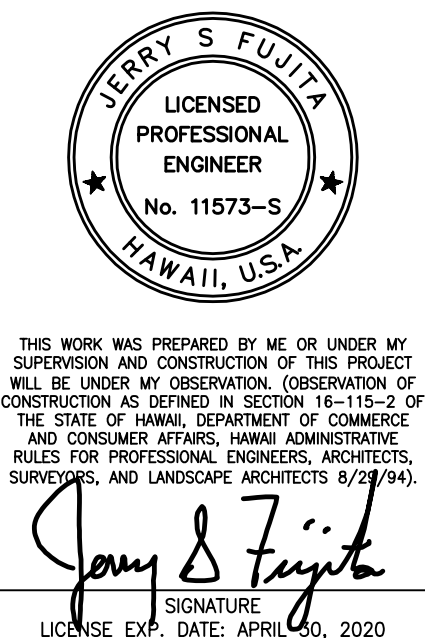 JERRY S FUJITA
LICENSED
PROFESSIONAL
ENGINEER
No. 11573-S
HAWAII, U.S.A.
THIS WORK WAS PREPARED BY ME OR UNDER MY
SUPERVISION AND CONSTRUCTION OF THIS PROJECT
WILL BE UNDER MY OBSERVATION. (OBSERVATION OF
CONSTRUCTION AS DEFINED IN SECTION 16-115-2 OF
THE STATE OF HAWAII, DEPARTMENT OF COMMERCE
AND CONSUMER AFFAIRS, HAWAII ADMINISTRATIVE
RULES FOR PROFESSIONAL ENGINEERS, ARCHITECTS,
SURVEYORS, AND LANDSCAPE ARCHITECTS 8/29/94).
Jerry S Fujita
SIGNATURE
LICENSE EXP. DATE: APRIL 30, 2020